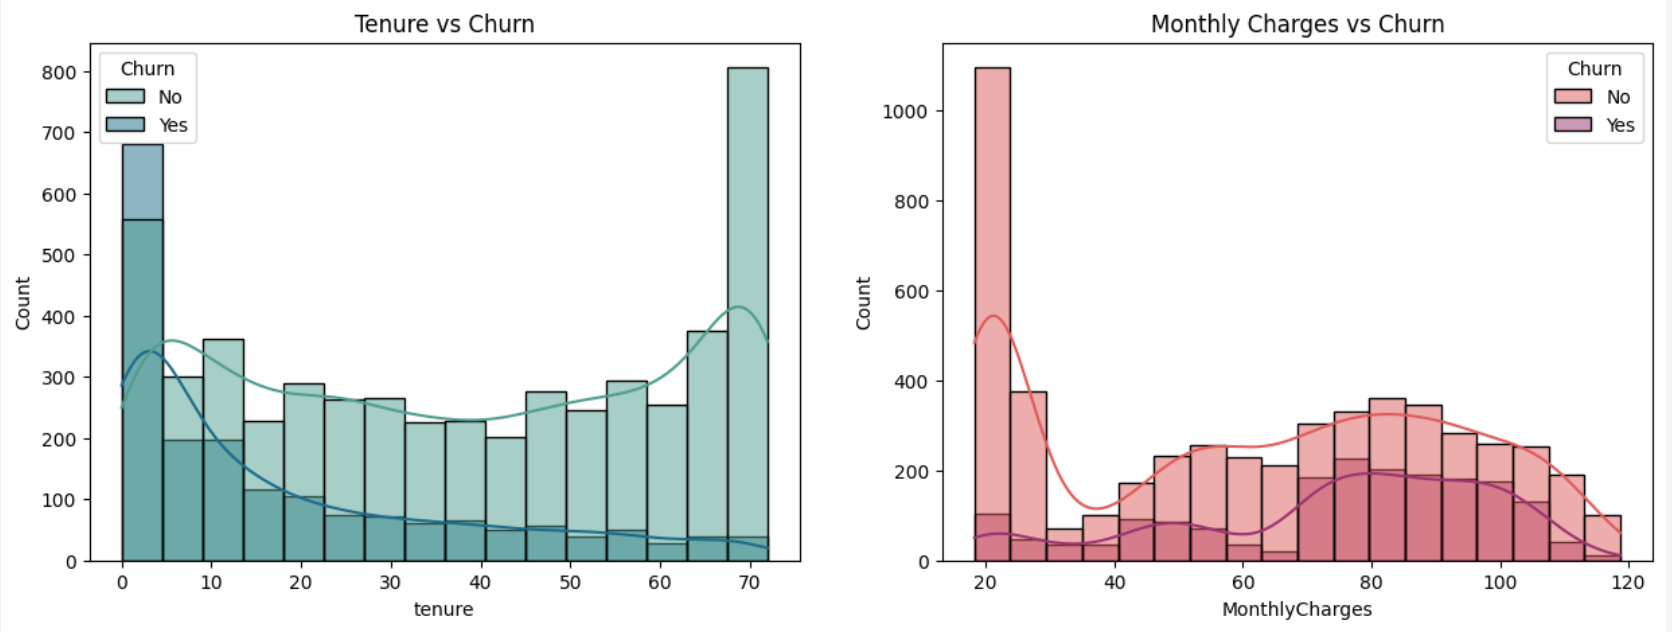 Tenure vs Churn
Churn
No
Yes
800
700
600
500
400
300
200
100
0
Count
0 10 20 30 40 50 60 70
tenure
Monthly Charges vs Churn
Churn
No
Yes
1000
800
600
400
200
0
Count
20 40 60 80 100 120
MonthlyCharges